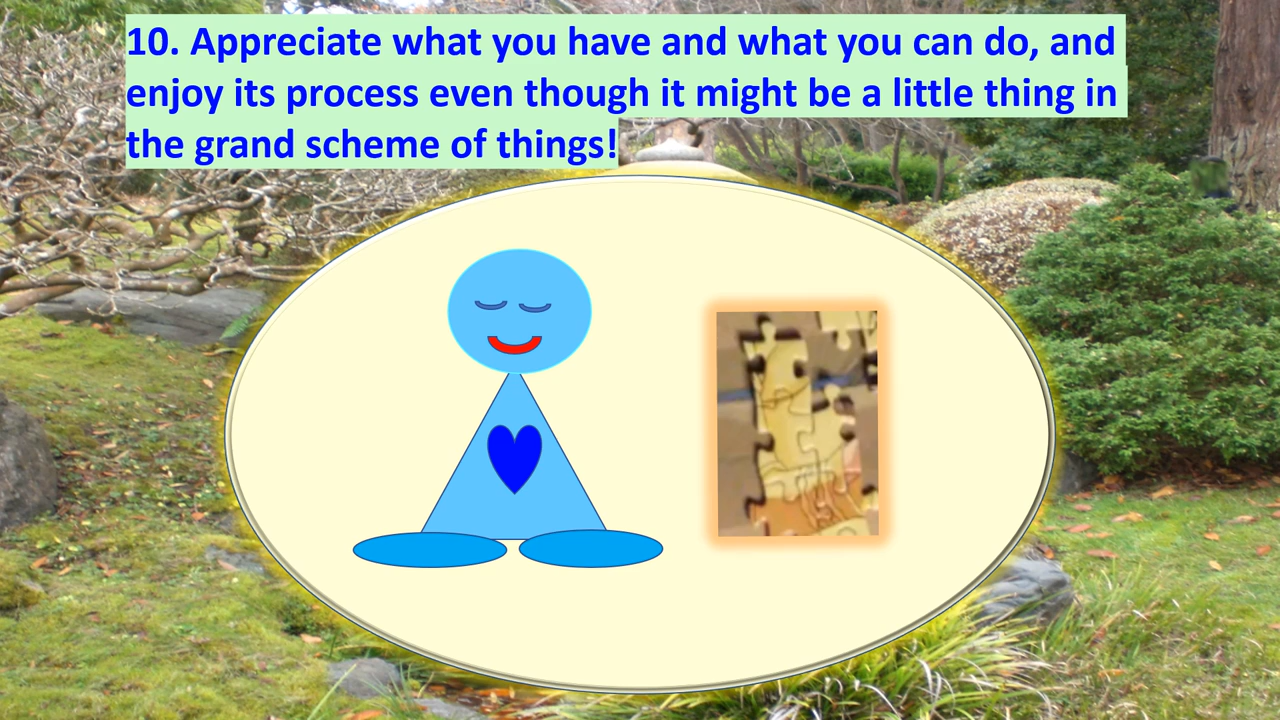 10. Appreciate what you have and what you can do, and
enjoy its process even though it might be a little thing in
the grand scheme of things!